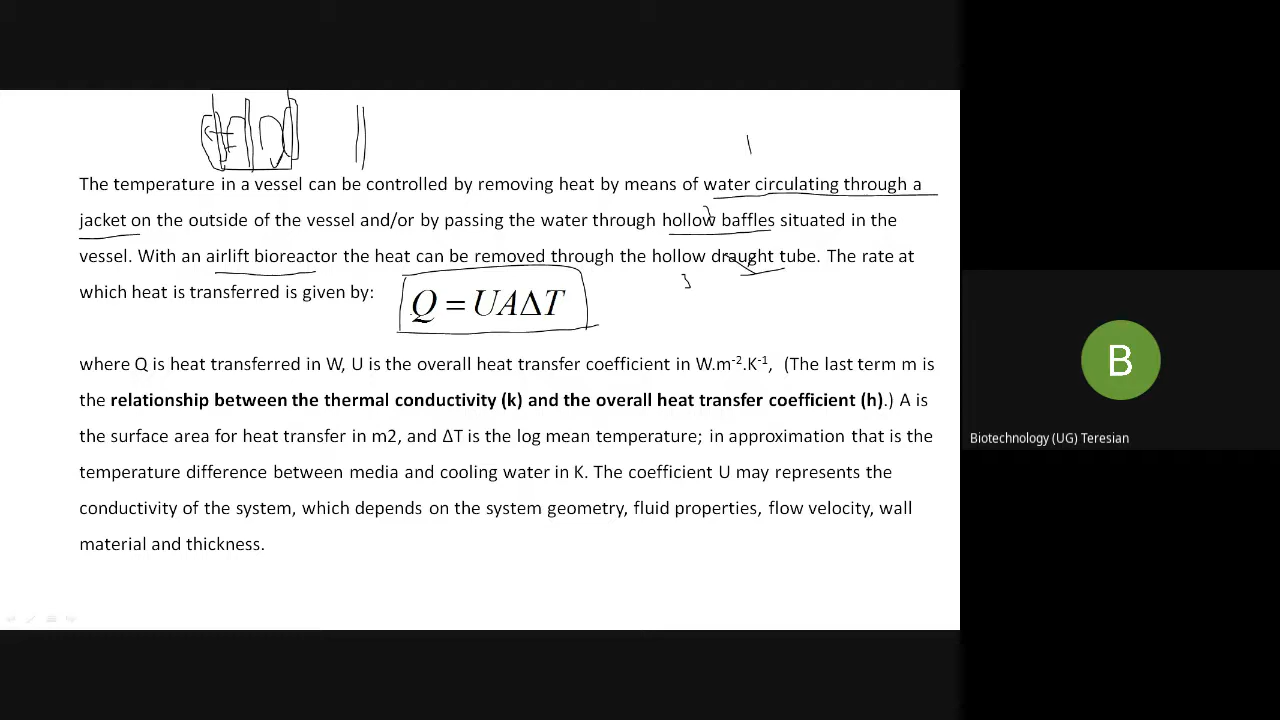 The temperature in a vessel can be controlled by removing heat by means of water circulating through a
jacket on the outside of the vessel and/or by passing the water through hollow baffles situated in the
vessel. With an airlift bioreactor the heat can be removed through the hollow draught tube. The rate at
which heat is transferred is given by:
Q = UAΔT
where Q is heat transferred in W, U is the overall heat transfer coefficient in W.m⁻².K⁻¹, (The last term m is
the relationship between the thermal conductivity (k) and the overall heat transfer coefficient (h).) A is
the surface area for heat transfer in m2, and ΔT is the log mean temperature; in approximation that is the
temperature difference between media and cooling water in K. The coefficient U may represents the
conductivity of the system, which depends on the system geometry, fluid properties, flow velocity, wall
material and thickness.
B
Biotechnology (UG) Teresian